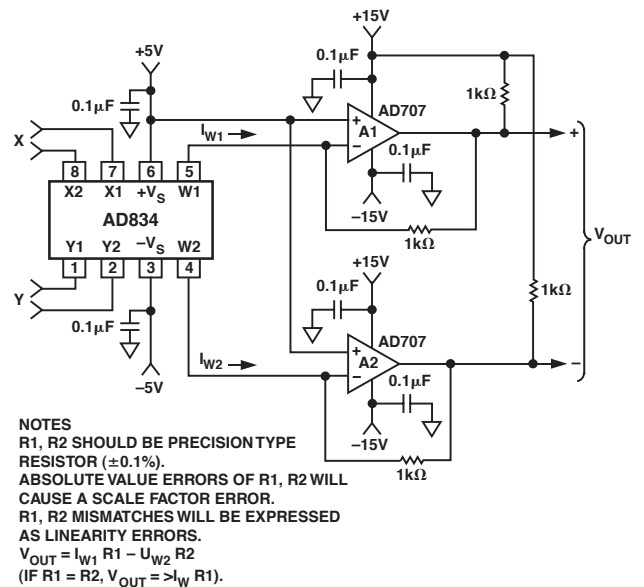 +15V
+5V
0.1µF
0.1µF
AD707
1kΩ
I_W1
+
A1
–
0.1µF
+
X
8 7 6 5
X2 X1 +V_S W1
–15V
1kΩ
V_OUT
AD834
–V_S
Y1 Y2 W2
+15V
1kΩ
1 2 3 4
Y
0.1µF
0.1µF
AD707
I_W2
+
A2
–
–
0.1µF
–5V
–15V
1kΩ
NOTES
R1, R2 SHOULD BE PRECISION TYPE
RESISTOR (±0.1%).
ABSOLUTE VALUE ERRORS OF R1, R2 WILL
CAUSE A SCALE FACTOR ERROR.
R1, R2 MISMATCHES WILL BE EXPRESSED
AS LINEARITY ERRORS.
V_OUT = I_W1 R1 – U_W2 R2
(IF R1 = R2, V_OUT = >I_W R1).